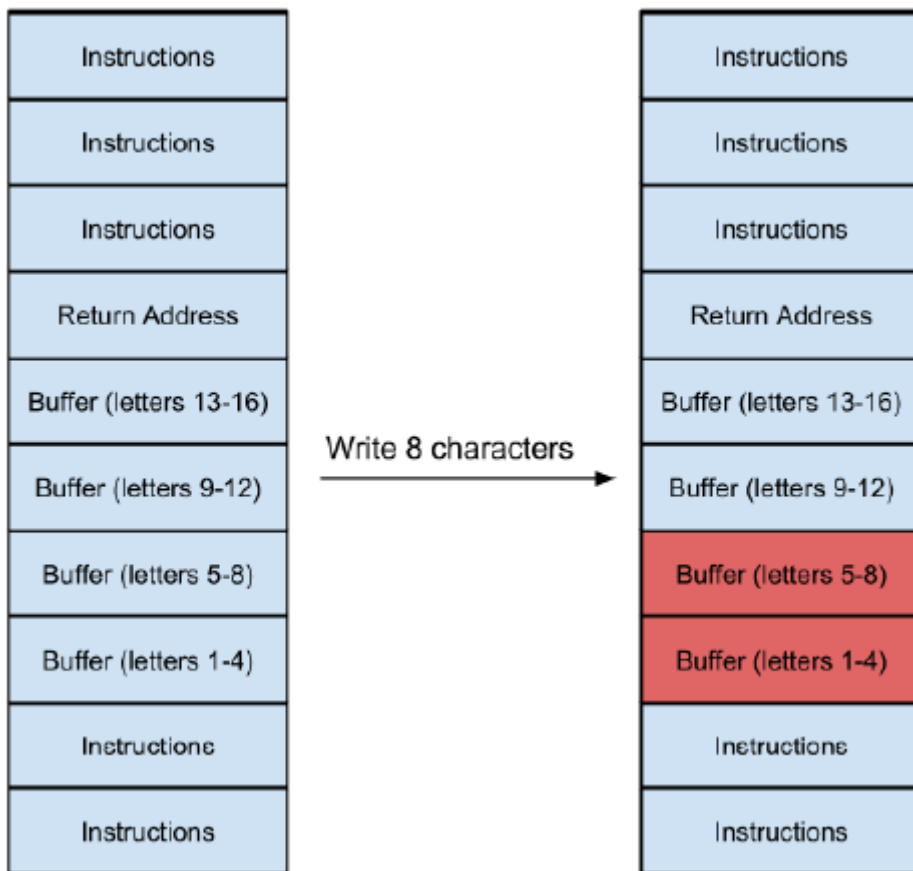 Instructions
Instructions
Instructions
Return Address
Buffer (letters 13-16)
Buffer (letters 9-12)
Buffer (letters 5-8)
Buffer (letters 1-4)
Instructions
Instructions
Write 8 characters
Instructions
Instructions
Instructions
Return Address
Buffer (letters 13-16)
Buffer (letters 9-12)
Buffer (letters 5-8)
Buffer (letters 1-4)
Instructions
Instructions